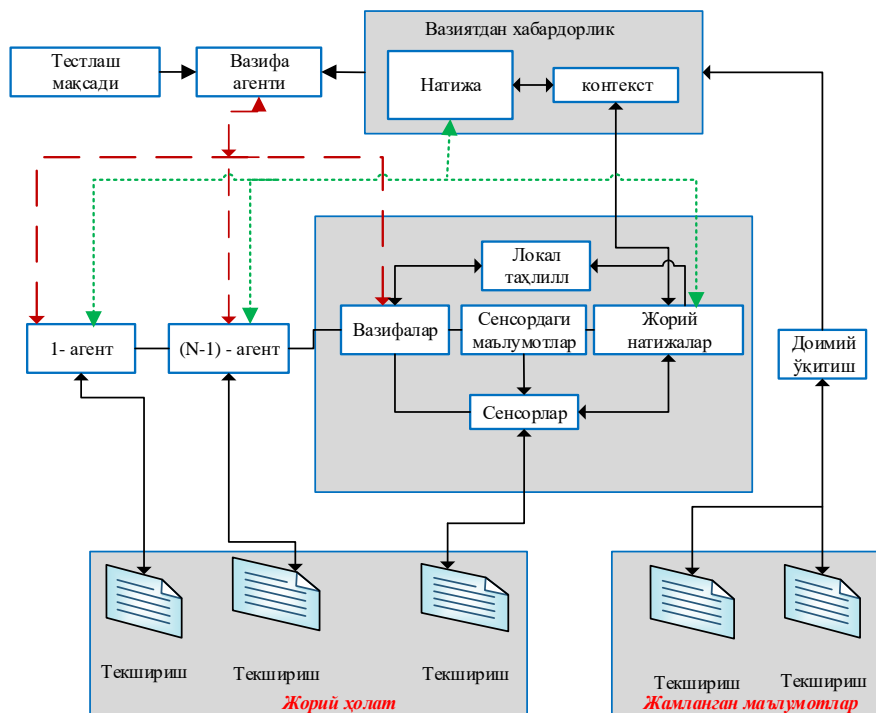 Вазиятдан хабардорлик
Тестлаш
мақсади
Вазифа
агенти
Натижа
контекст
Локал
таҳлилл
Вазифалар
Сенсордаги
маълумотлар
Жорий
натижалар
1- агент
(N-1) - агент
Доимий
ўқитиш
Сенсорлар
Текшириш
Текшириш
Текшириш
Текшириш
Текшириш
Жорий ҳолат
Жамланган маълумотлар